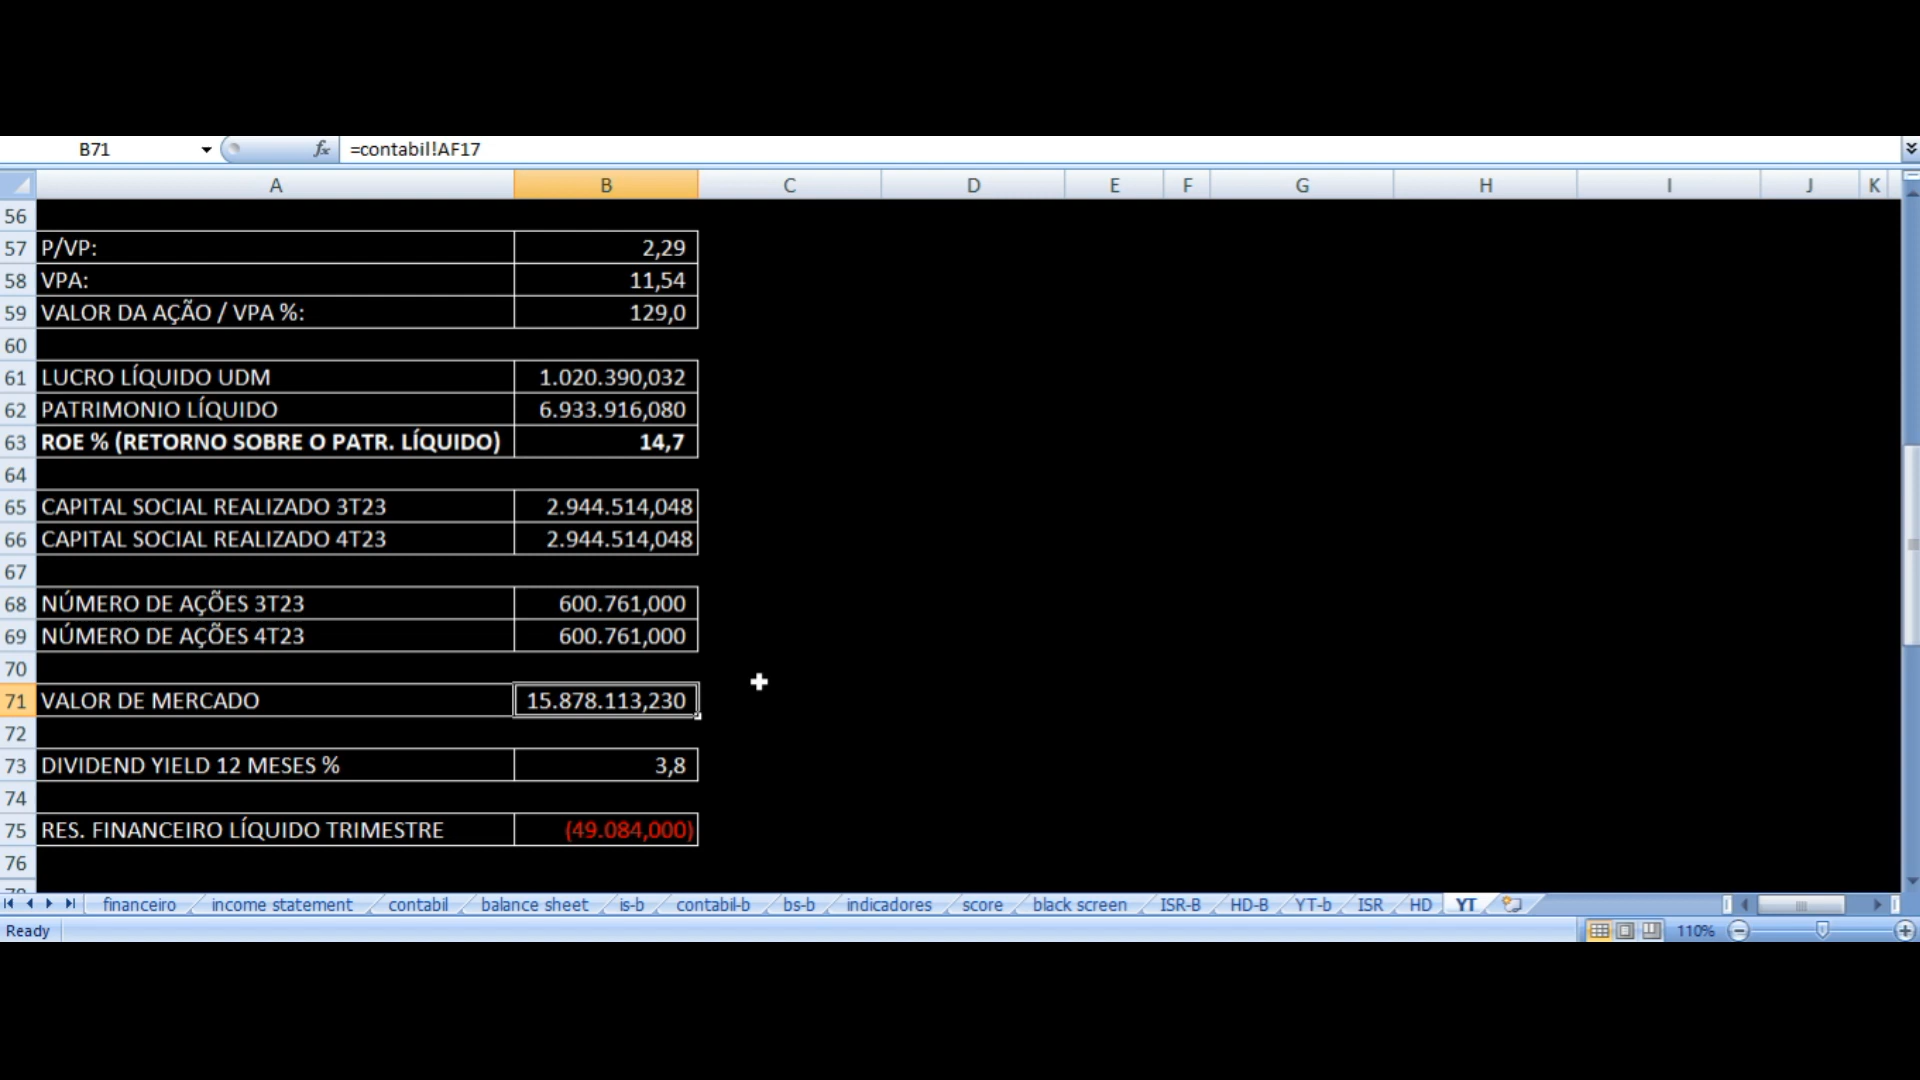 B71 fx =contabil!AF17
A B C D E F G H I J K
56
57 P/VP: 2,29
58 VPA: 11,54
59 VALOR DA AÇÃO / VPA %: 129,0
60
61 LUCRO LÍQUIDO UDM 1.020.390,032
62 PATRIMONIO LÍQUIDO 6.933.916,080
63 ROE % (RETORNO SOBRE O PATR. LÍQUIDO) 14,7
64
65 CAPITAL SOCIAL REALIZADO 3T23 2.944.514,048
66 CAPITAL SOCIAL REALIZADO 4T23 2.944.514,048
67
68 NÚMERO DE AÇÕES 3T23 600.761,000
69 NÚMERO DE AÇÕES 4T23 600.761,000
70
71 VALOR DE MERCADO 15.878.113,230
72
73 DIVIDEND YIELD 12 MESES % 3,8
74
75 RES. FINANCEIRO LÍQUIDO TRIMESTRE (49.084,000)
76
financeiro income statement contabil balance sheet is-b contabil-b bs-b indicadores score black screen ISR-B HD-B YT-b ISR HD YT
Ready 110%